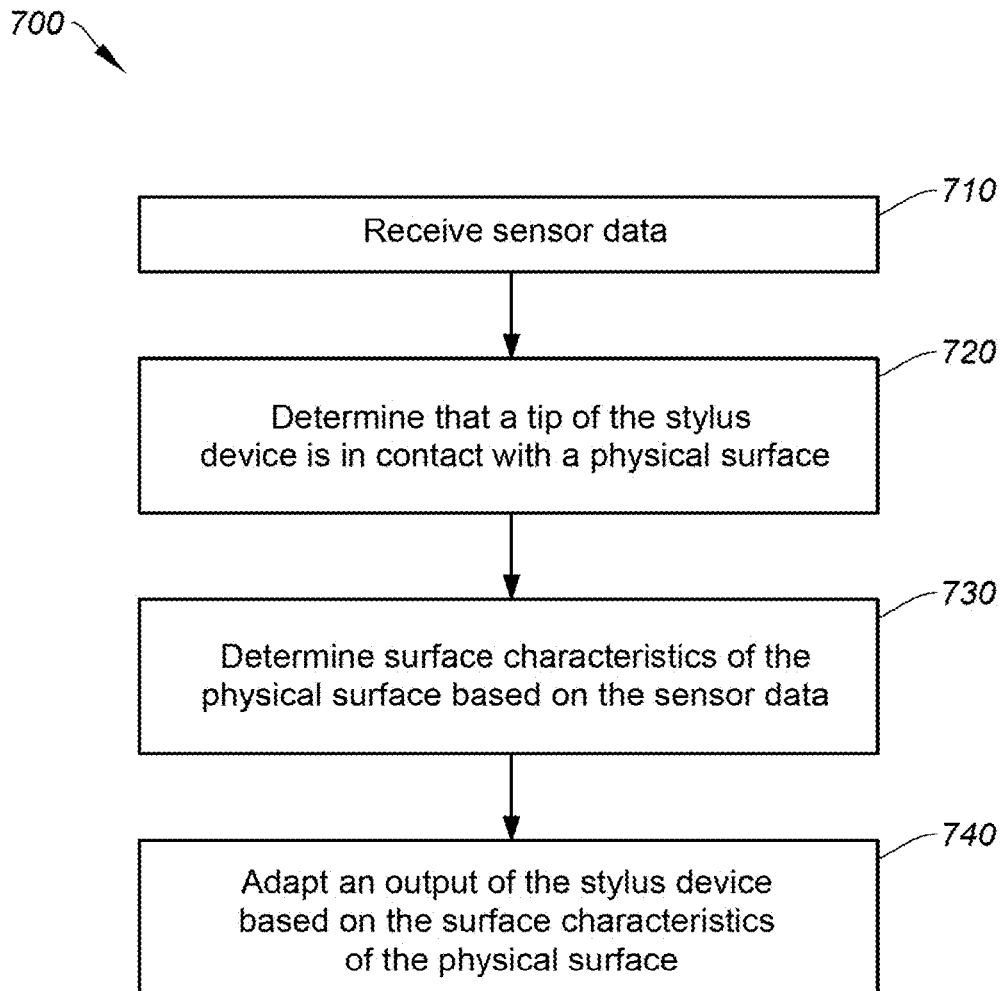 700
710
Receive sensor data
720
Determine that a tip of the stylus
device is in contact with a physical surface
730
Determine surface characteristics of the
physical surface based on the sensor data
740
Adapt an output of the stylus device
based on the surface characteristics
of the physical surface